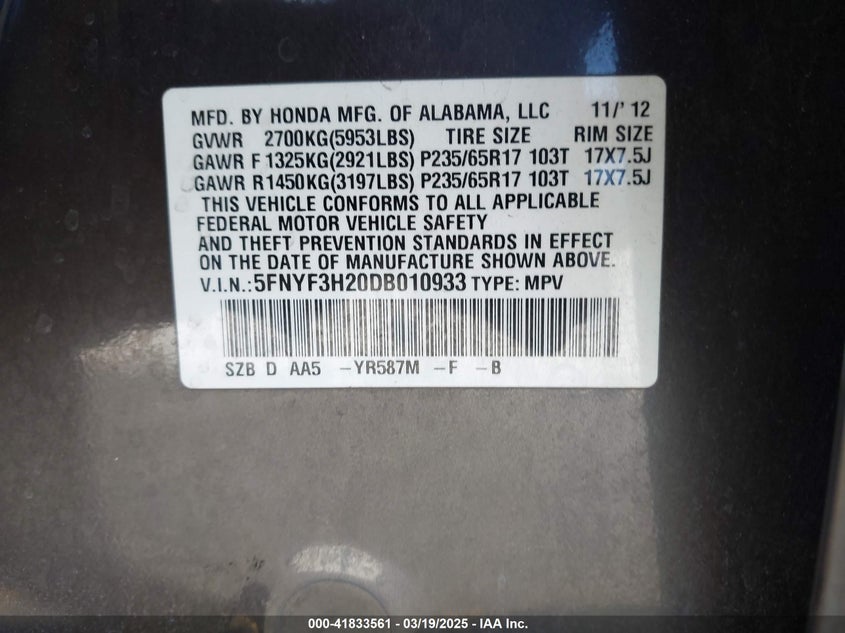 MFD. BY HONDA MFG. OF ALABAMA, LLC 11/'12
GVWR 2700KG(5953LBS) TIRE SIZE RIM SIZE
GAWR F 1325KG(2921LBS) P235/65R17 103T 17X7.5J
GAWR R1450KG(3197LBS) P235/65R17 103T 17X7.5J
THIS VEHICLE CONFORMS TO ALL APPLICABLE
FEDERAL MOTOR VEHICLE SAFETY
AND THEFT PREVENTION STANDARDS IN EFFECT
ON THE DATE OF MANUFACTURE SHOWN ABOVE.
V.I.N.:5FNYF3H20DB010933 TYPE: MPV
SZB D AA5 -YR587M -F -B
000-41833561 - 03/19/2025 - IAA Inc.